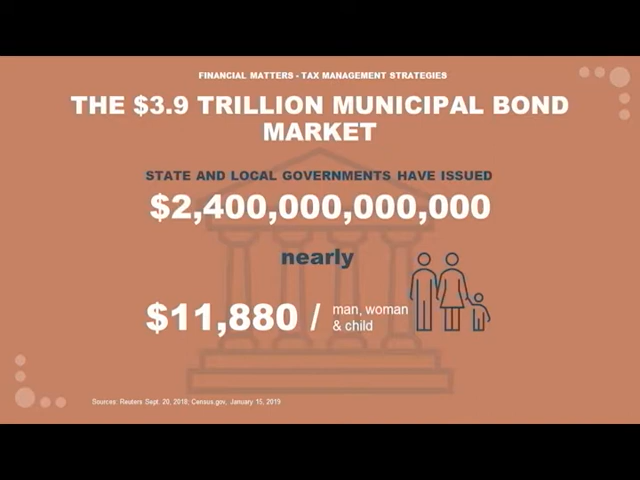 FINANCIAL MATTERS - TAX MANAGEMENT STRATEGIES
THE $3.9 TRILLION MUNICIPAL BOND
MARKET
STATE AND LOCAL GOVERNMENTS HAVE ISSUED
$2,400,000,000,000
nearly
$11,880 / man, woman
& child
Sources: Reuters Sept. 20, 2018; Census.gov, January 15, 2019